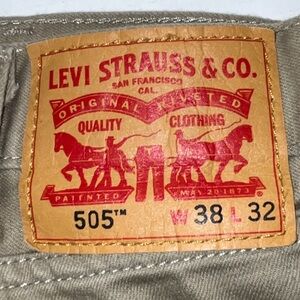 LEVI STRAUSS & CO.
SAN FRANCISCO
CAL.
ORIGINAL RIVETED
QUALITY CLOTHING
PATENTED MAY 20 1873
505™ W 38 L 32